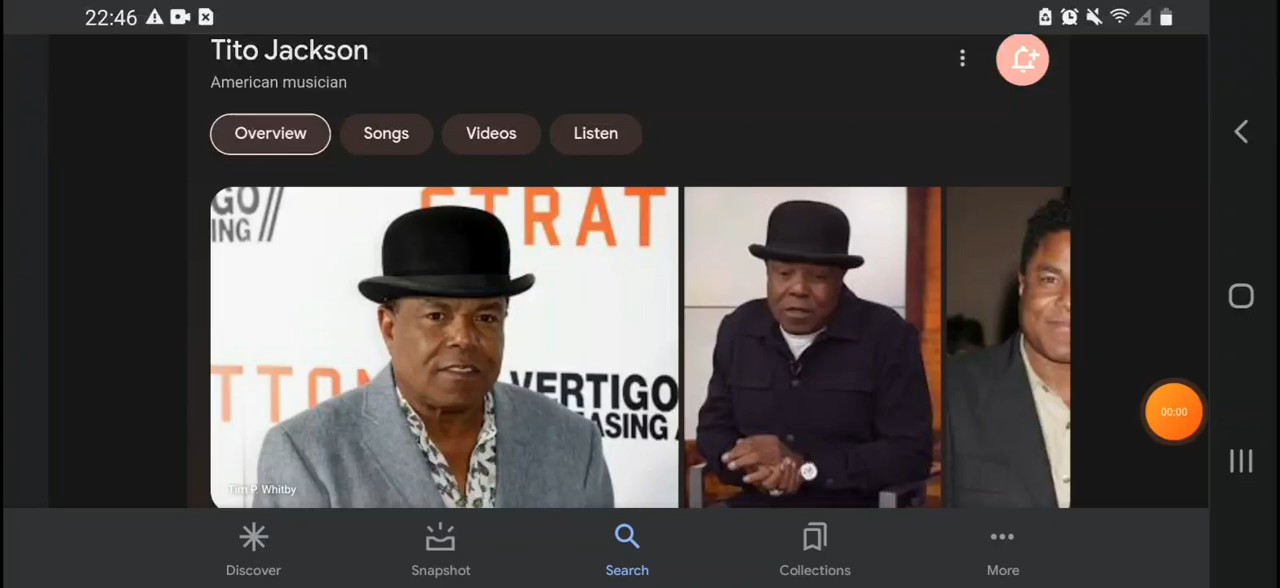 22:46
Tito Jackson
American musician
Overview Songs Videos Listen
GO//
ING//
STRAT
TTON
VERTIGO
ASING
Tim P. Whitby
00:00
Discover Snapshot Search Collections More